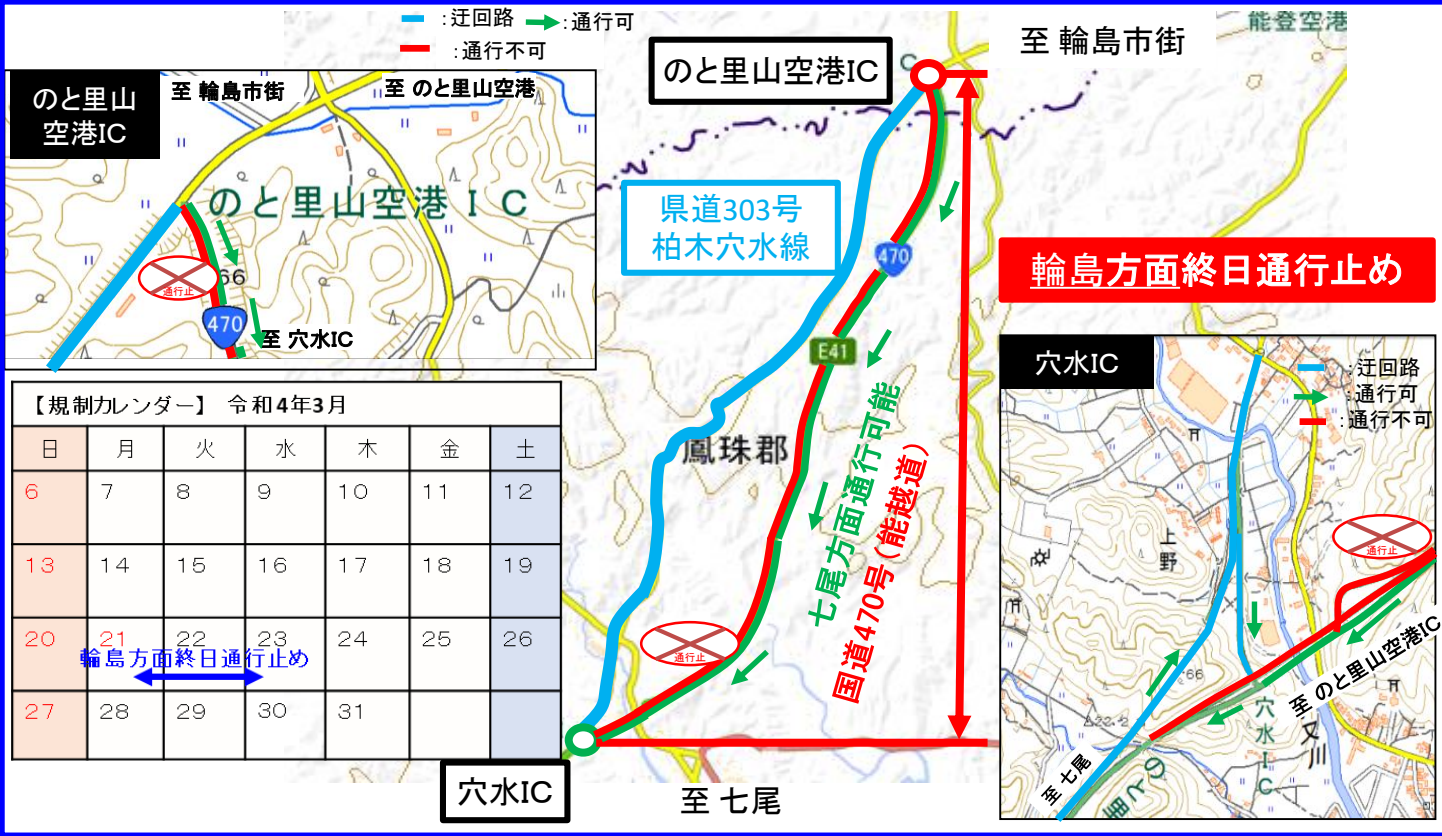 :迂回路 :通行可
:通行不可
のと里山
空港IC
至 輪島市街
至 のと里山空港
のと里山空港IC
通行止
66
470
至 穴水IC
のと里山空港IC
C
至 輪島市街
能登空港
県道303号
柏木穴水線
470
E41
鳳珠郡
七尾方面通行可能
国道470号(能越道)
通行止
穴水IC
至 七尾
輪島方面終日通行止め
【規制カレンダー】 令和4年3月
日 月 火 水 木 金 土
6 7 8 9 10 11 12
13 14 15 16 17 18 19
20 21 22 23 24 25 26
輪島方面終日通行止め
27 28 29 30 31
穴水IC
:迂回路
:通行可
:通行不可
上野
通行止
至 のと里山空港IC
66
22.2
穴水IC
又川
至 七尾
のと里